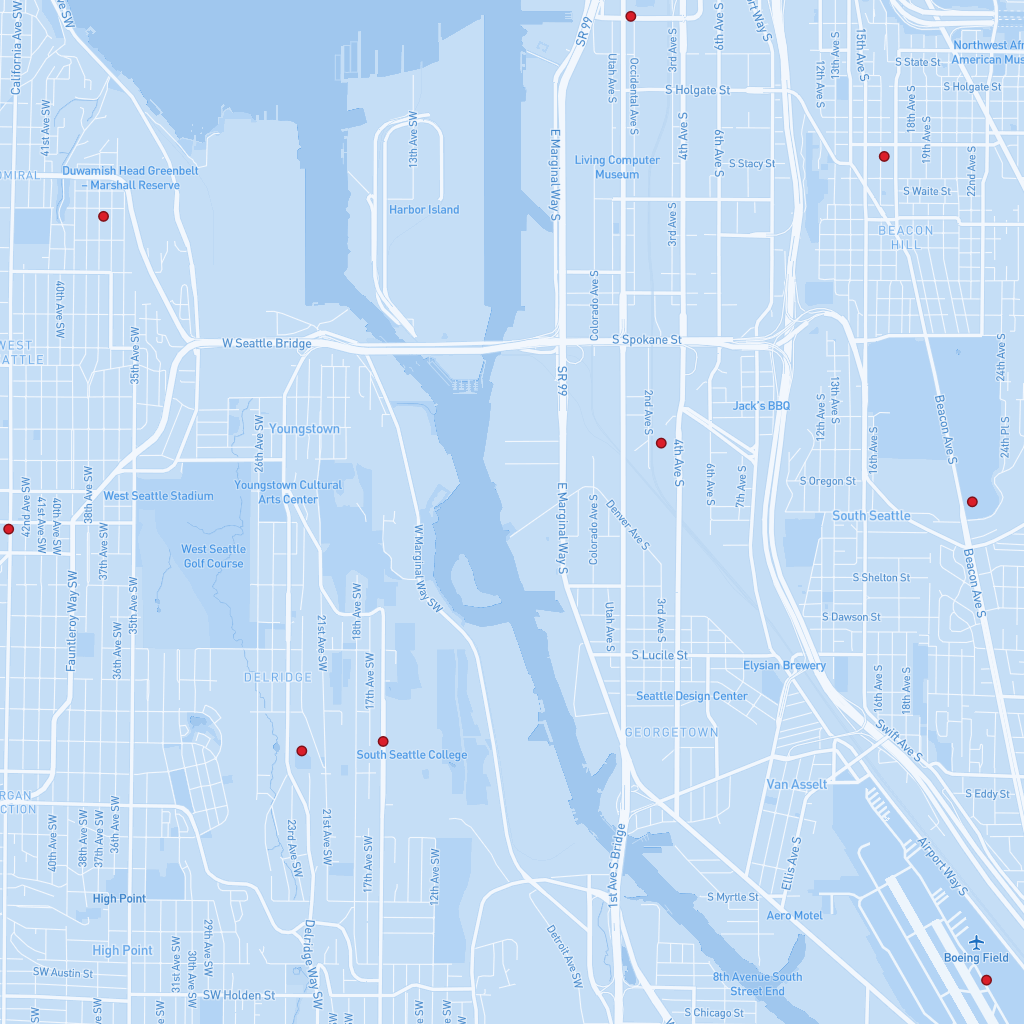 California Ave SW
SR 99
3rd Ave S
6th Ave S
Airport Way S
15th Ave S
13th Ave S
12th Ave S
Northwest Afr
American Mus
S State St
S Holgate St
S Holgate St
Utah Ave S
Occidental Ave S
41st Ave SW
13th Ave SW
4th Ave S
6th Ave S
18th Ave S
19th Ave S
22nd Ave S
E Marginal Way S
Living Computer
Museum
S Stacy St
Duwamish Head Greenbelt
– Marshall Reserve
S Waite St
Harbor Island
3rd Ave S
BEACON
HILL
40th Ave SW
35th Ave SW
Colorado Ave S
W Seattle Bridge
S Spokane St
24th Ave S
SR 99
2nd Ave S
Jack's BBQ
12th Ave S
13th Ave S
16th Ave S
Beacon Ave S
24th Pl S
26th Ave SW
Youngstown
4th Ave S
6th Ave S
7th Ave S
S Oregon St
42nd Ave SW
41st Ave SW
40th Ave SW
38th Ave SW
West Seattle Stadium
Youngstown Cultural
Arts Center
E Marginal Way S
Colorado Ave S
Denver Ave S
South Seattle
37th Ave SW
West Seattle
Golf Course
W Marginal Way SW
Beacon Ave S
S Shelton St
Fauntleroy Way SW
35th Ave SW
18th Ave SW
Utah Ave S
3rd Ave S
S Dawson St
36th Ave SW
21st Ave SW
17th Ave SW
S Lucile St
Elysian Brewery
16th Ave S
18th Ave S
DELRIDGE
Seattle Design Center
GEORGETOWN
Swift Ave S
South Seattle College
Van Asselt
S Eddy St
40th Ave SW
38th Ave SW
37th Ave SW
36th Ave SW
23rd Ave SW
21st Ave SW
17th Ave SW
12th Ave SW
1st Ave S Bridge
Ellis Ave S
Airport Way S
High Point
S Myrtle St
Aero Motel
High Point
31st Ave SW
30th Ave SW
29th Ave SW
Delridge Way SW
Detroit Ave SW
Boeing Field
SW Austin St
8th Avenue South
Street End
SW Holden St
S Chicago St